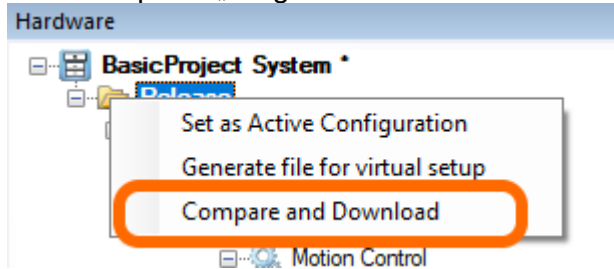 Hardware
BasicProject System *
Release
Set as Active Configuration
Generate file for virtual setup
Compare and Download
Motion Control